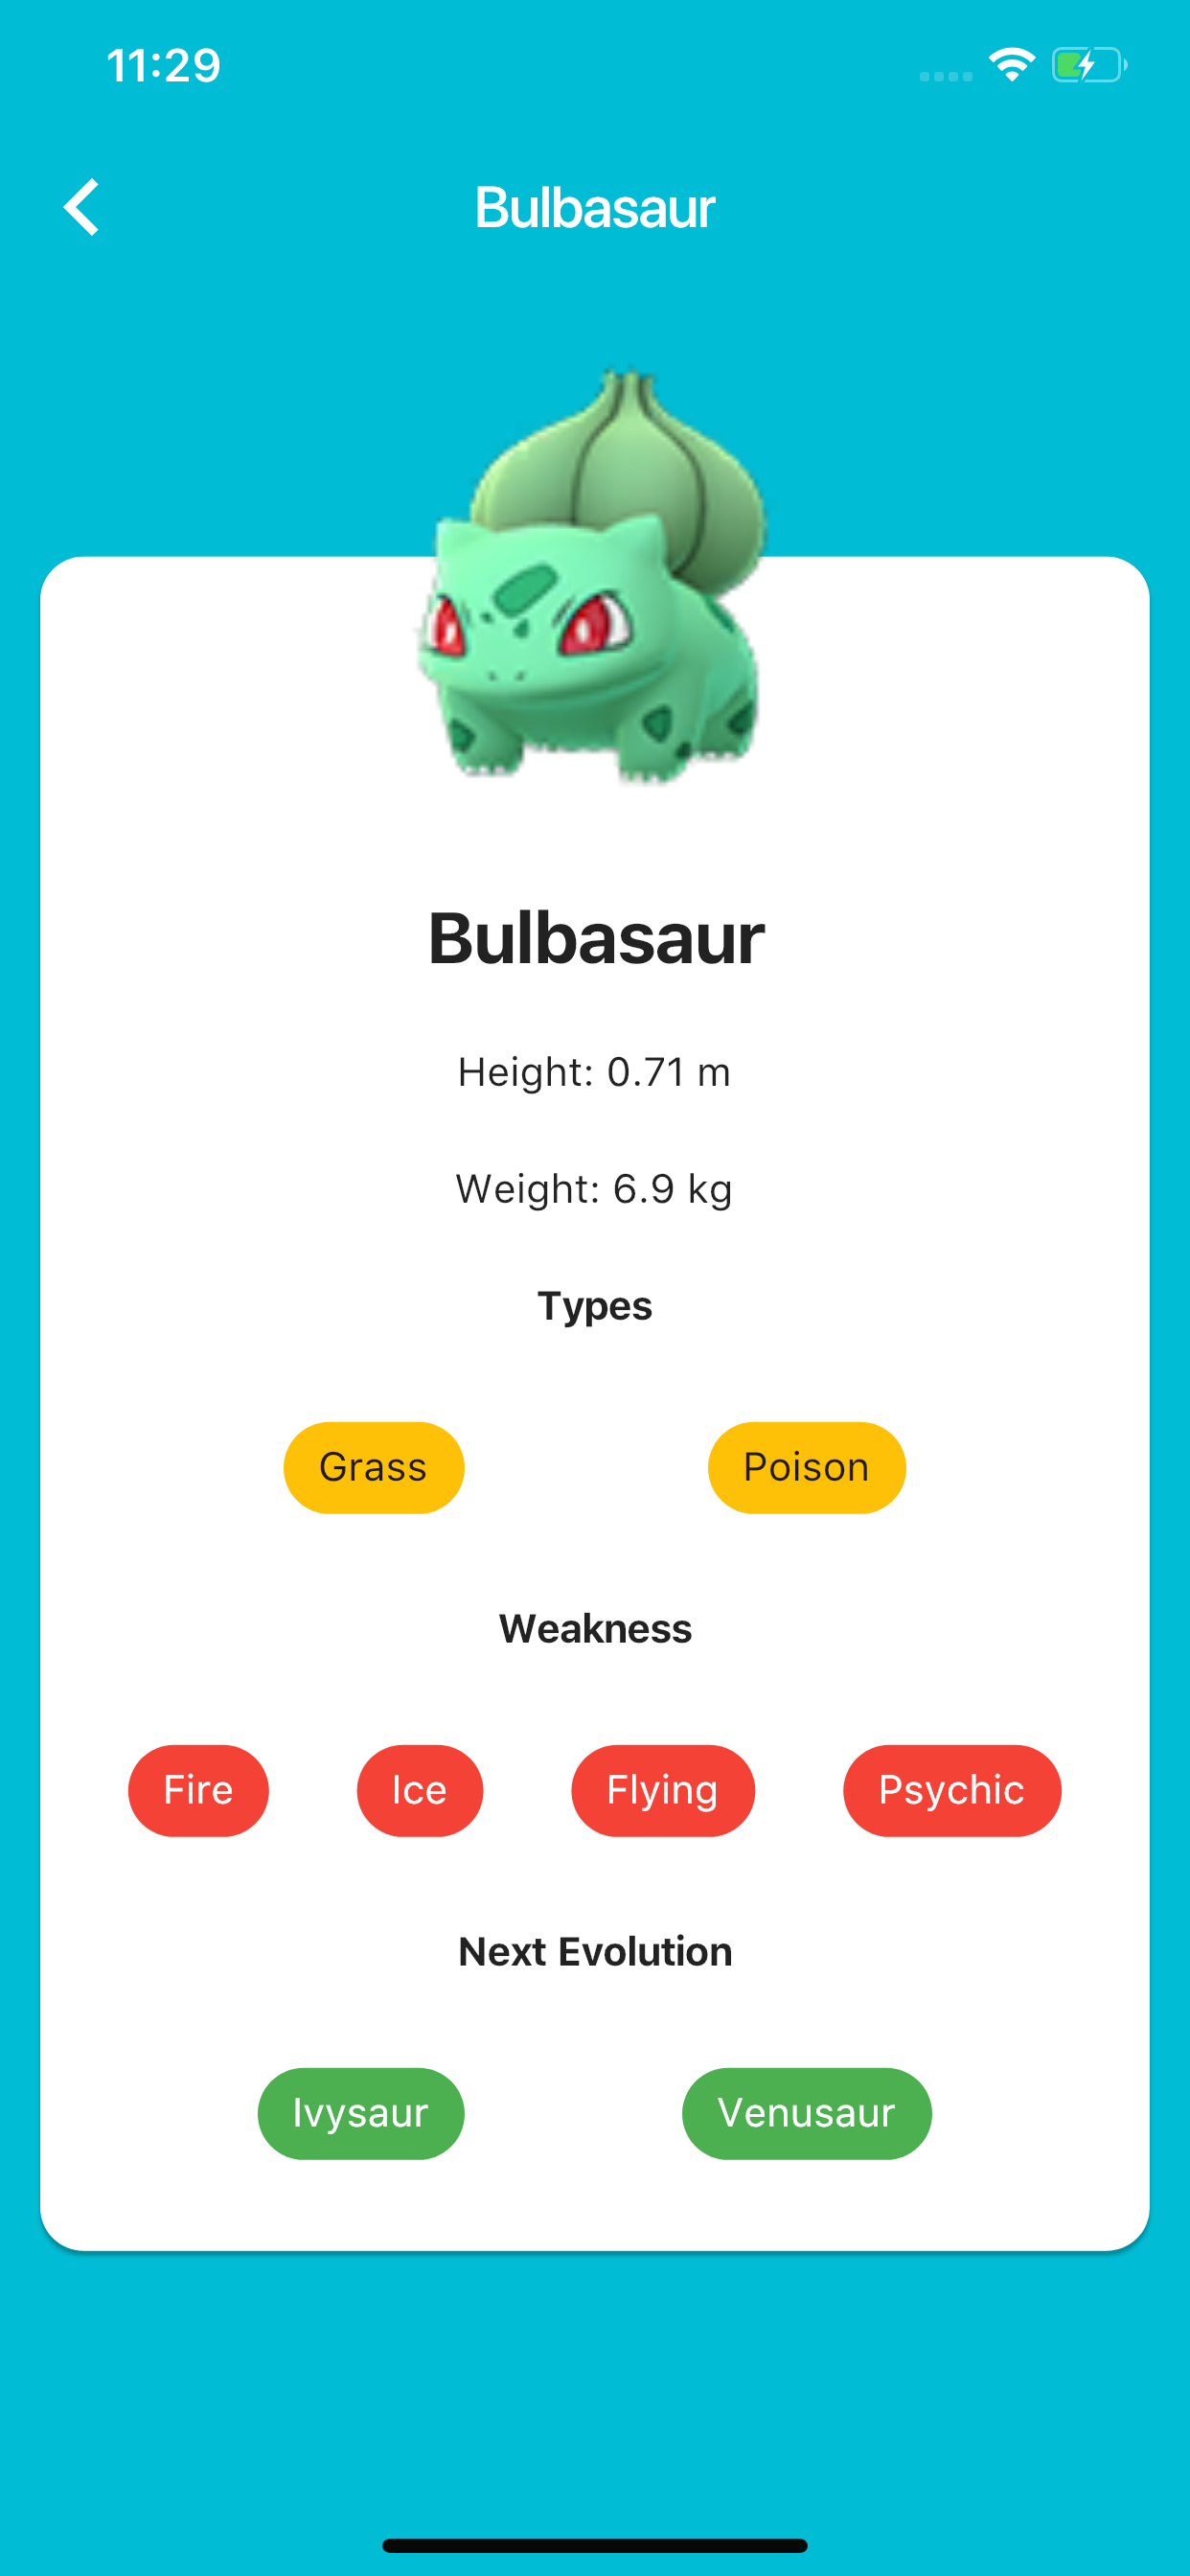 11:29
Bulbasaur
Bulbasaur
Height: 0.71 m
Weight: 6.9 kg
Types
Grass Poison
Weakness
Fire Ice Flying Psychic
Next Evolution
Ivysaur Venusaur